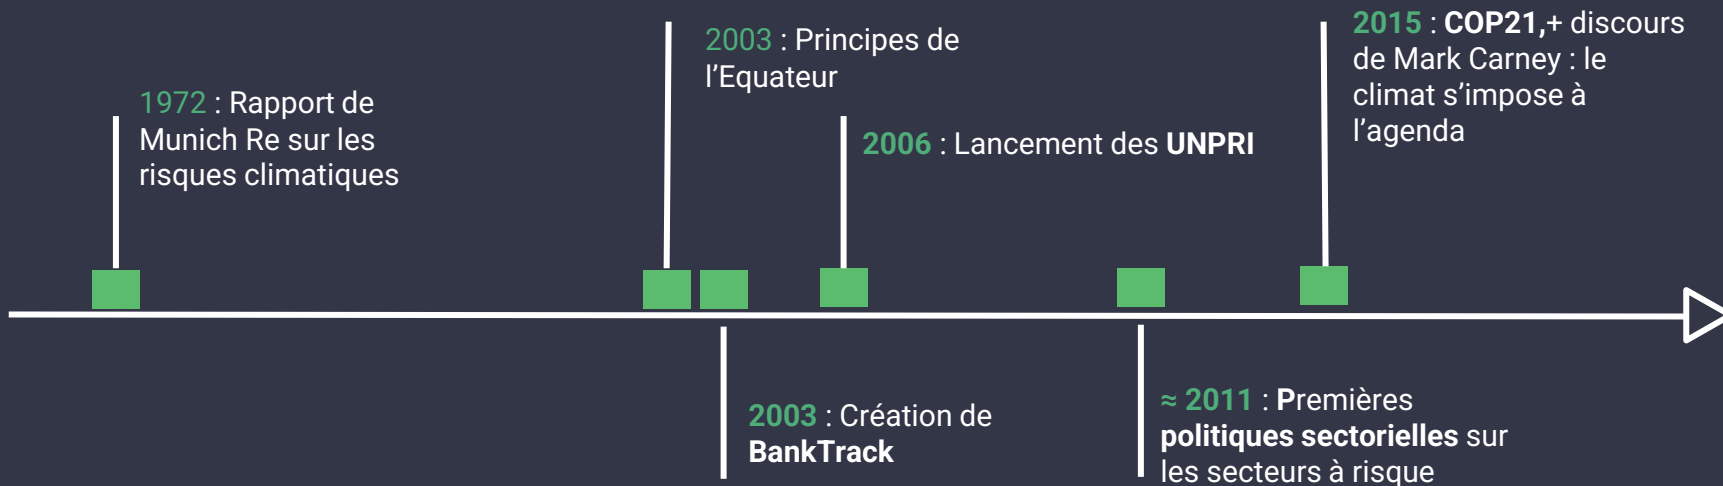 1972 : Rapport de
Munich Re sur les
risques climatiques
2003 : Principes de
l’Equateur
2006 : Lancement des UNPRI
2015 : COP21,+ discours
de Mark Carney : le
climat s’impose à
l’agenda
2003 : Création de
BankTrack
≈ 2011 : Premières
politiques sectorielles sur
les secteurs à risque